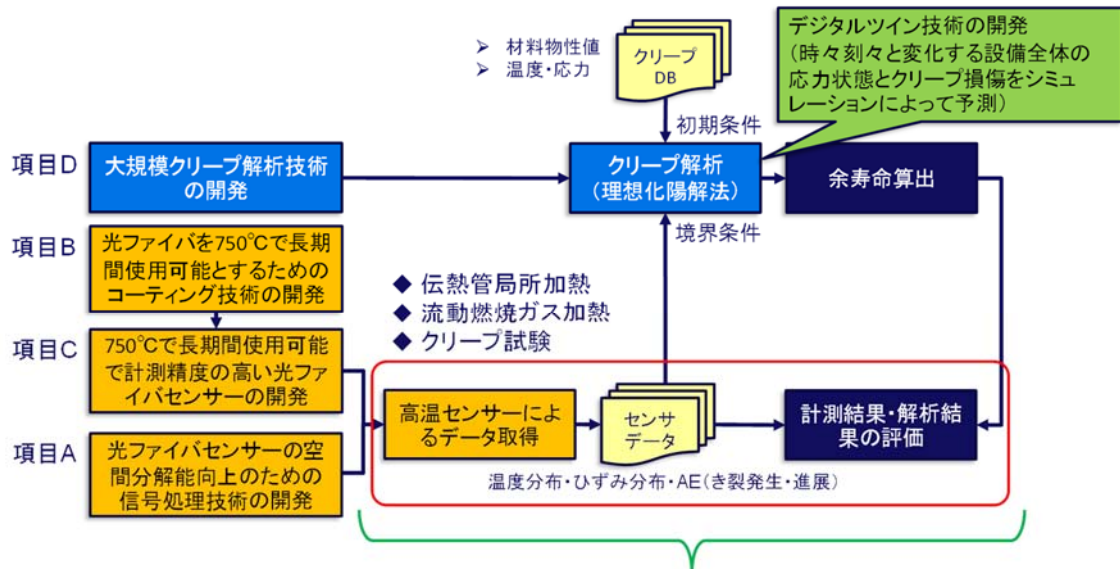 ➢ 材料物性値
➢ 温度・応力
クリープ
DB
デジタルツイン技術の開発
(時々刻々と変化する設備全体の
応力状態とクリープ損傷をシミュ
レーションによって予測)
初期条件
項目D
大規模クリープ解析技術
の開発
クリープ解析
(理想化陽解法)
余寿命算出
境界条件
項目B
光ファイバを750℃で長期
間使用可能とするための
コーティング技術の開発
◆ 伝熱管局所加熱
◆ 流動燃焼ガス加熱
◆ クリープ試験
項目C
750℃で長期間使用可能
で計測精度の高い光ファ
イバセンサーの開発
高温センサーによ
るデータ取得
センサ
データ
計測結果・解析結
果の評価
項目A
光ファイバセンサーの空
間分解能向上のための
信号処理技術の開発
温度分布・ひずみ分布・AE(き裂発生・進展)